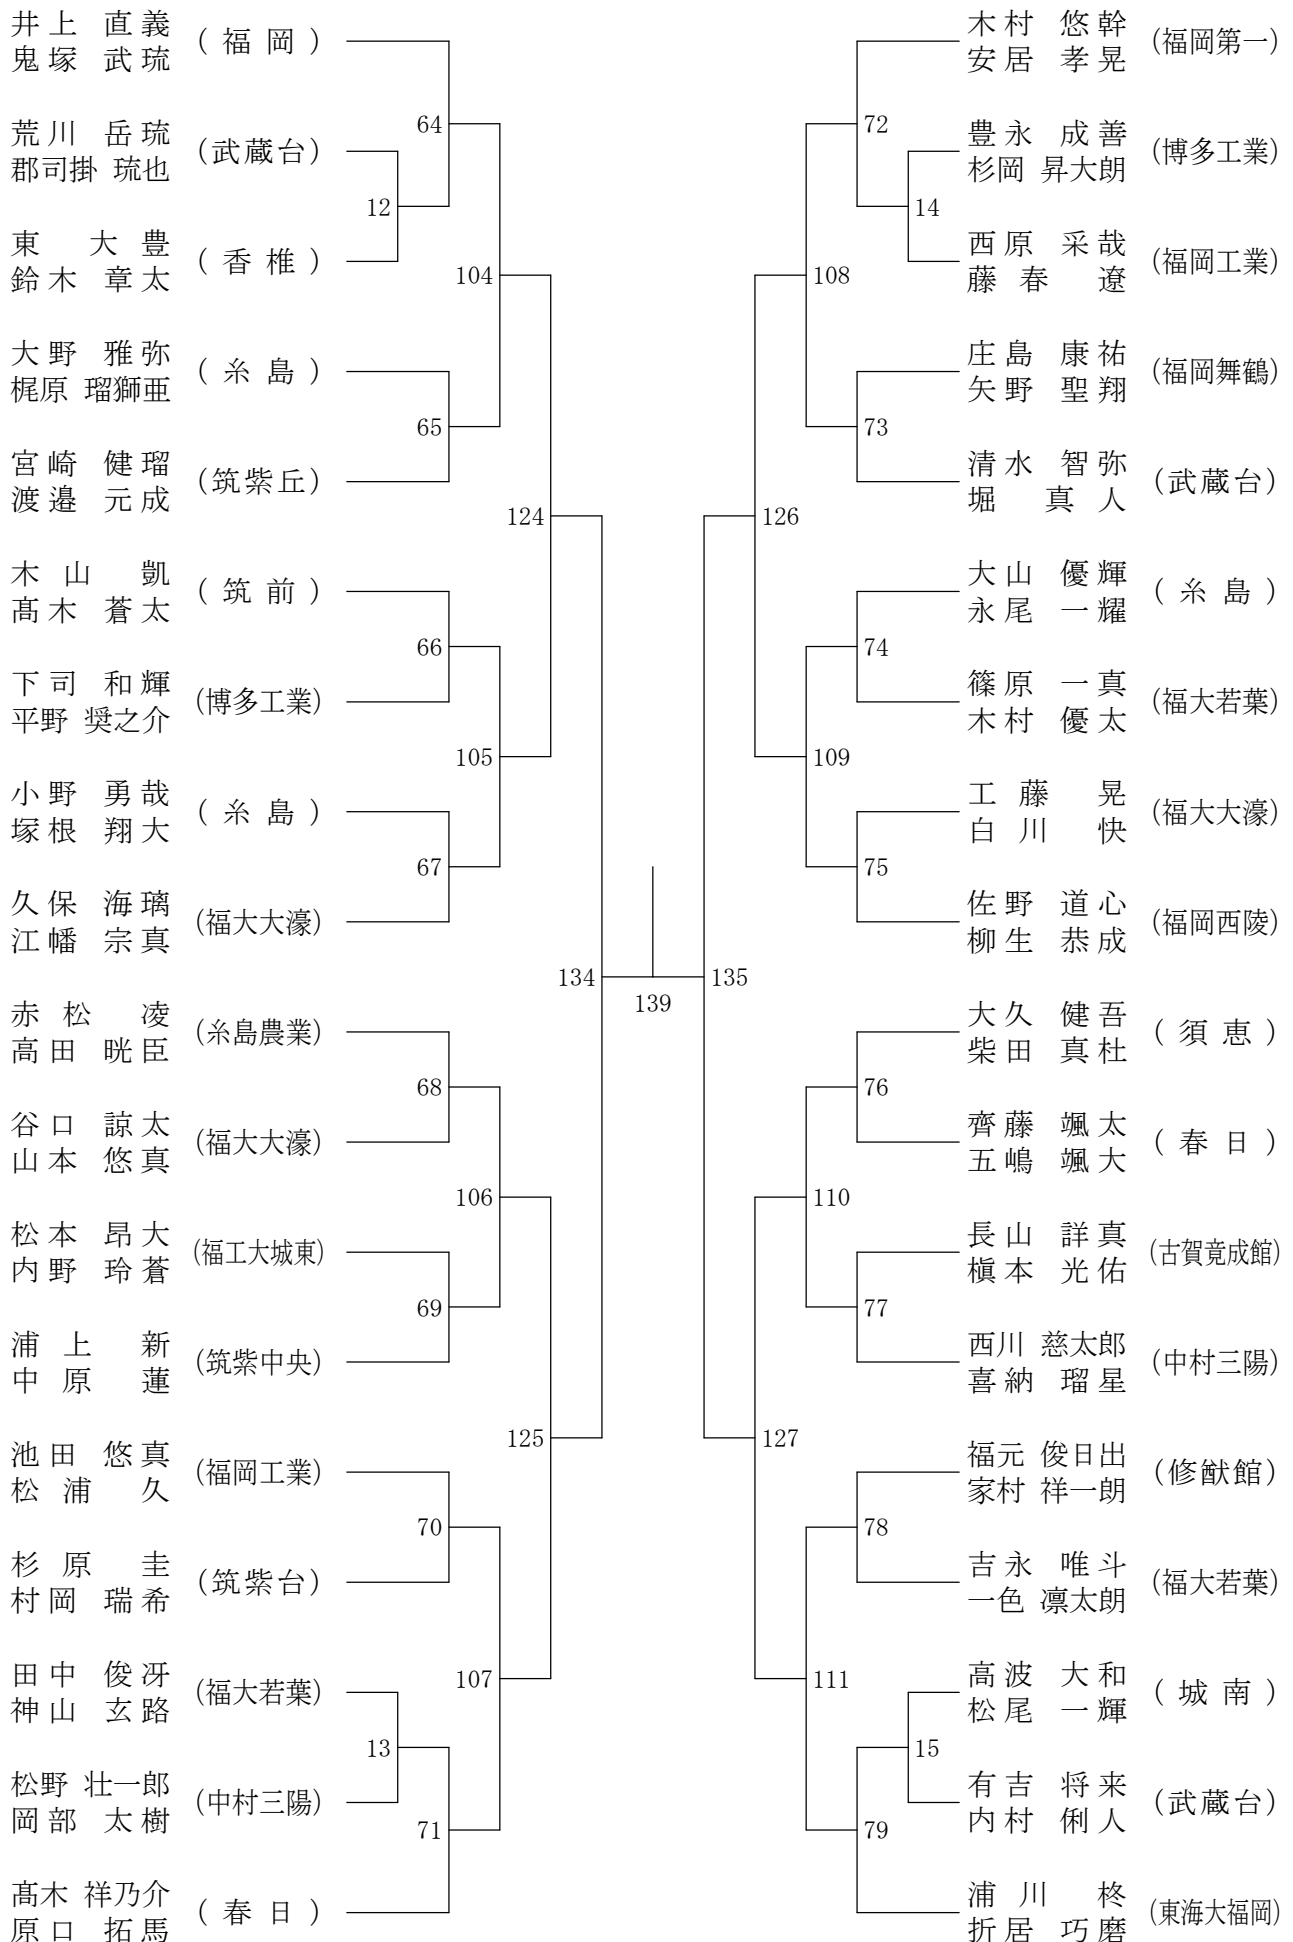 井上 直義
鬼塚 武琉
(福岡)
荒川 岳琉
郡司掛 琉也
(武蔵台)
東 大豊
鈴木 章太
(香椎)
大野 雅弥
梶原 瑠獅亜
(糸島)
宮崎 健瑠
渡邉 元成
(筑紫丘)
木山 凱
髙木 蒼太
(筑前)
下司 和輝
平野 奨之介
(博多工業)
小野 勇哉
塚根 翔大
(糸島)
久保 海璃
江幡 宗真
(福大大濠)
赤松 凌
高田 晄臣
(糸島農業)
谷口 諒太
山本 悠真
(福大大濠)
松本 昂大
内野 玲蒼
(福工大城東)
浦上 新
中原 蓮
(筑紫中央)
池田 悠真
松浦 久
(福岡工業)
杉原 圭
村岡 瑞希
(筑紫台)
田中 俊冴
神山 玄路
(福大若葉)
松野 壮一郎
岡部 太樹
(中村三陽)
髙木 祥乃介
原口 拓馬
(春日)
12
13
64
65
66
67
68
69
70
71
104
105
106
107
124
125
134
139
135
126
127
108
109
110
111
72
73
74
75
76
77
78
79
14
15
木村 悠幹
安居 孝晃
(福岡第一)
豊永 成善
杉岡 昇大朗
(博多工業)
西原 采哉
藤春 遼
(福岡工業)
庄島 康祐
矢野 聖翔
(福岡舞鶴)
清水 智弥
堀 真人
(武蔵台)
大山 優輝
永尾 一耀
(糸島)
篠原 一真
木村 優太
(福大若葉)
工藤 晃
白川 快
(福大大濠)
佐野 道心
柳生 恭成
(福岡西陵)
大久 健吾
柴田 真杜
(須恵)
齊藤 颯太
五嶋 颯大
(春日)
長山 詳真
槇本 光佑
(古賀竟成館)
西川 慈太郎
喜納 瑠星
(中村三陽)
福元 俊日出
家村 祥一朗
(修猷館)
吉永 唯斗
一色 凛太朗
(福大若葉)
高波 大和
松尾 一輝
(城南)
有吉 将来
内村 俐人
(武蔵台)
浦川 柊
折居 巧磨
(東海大福岡)